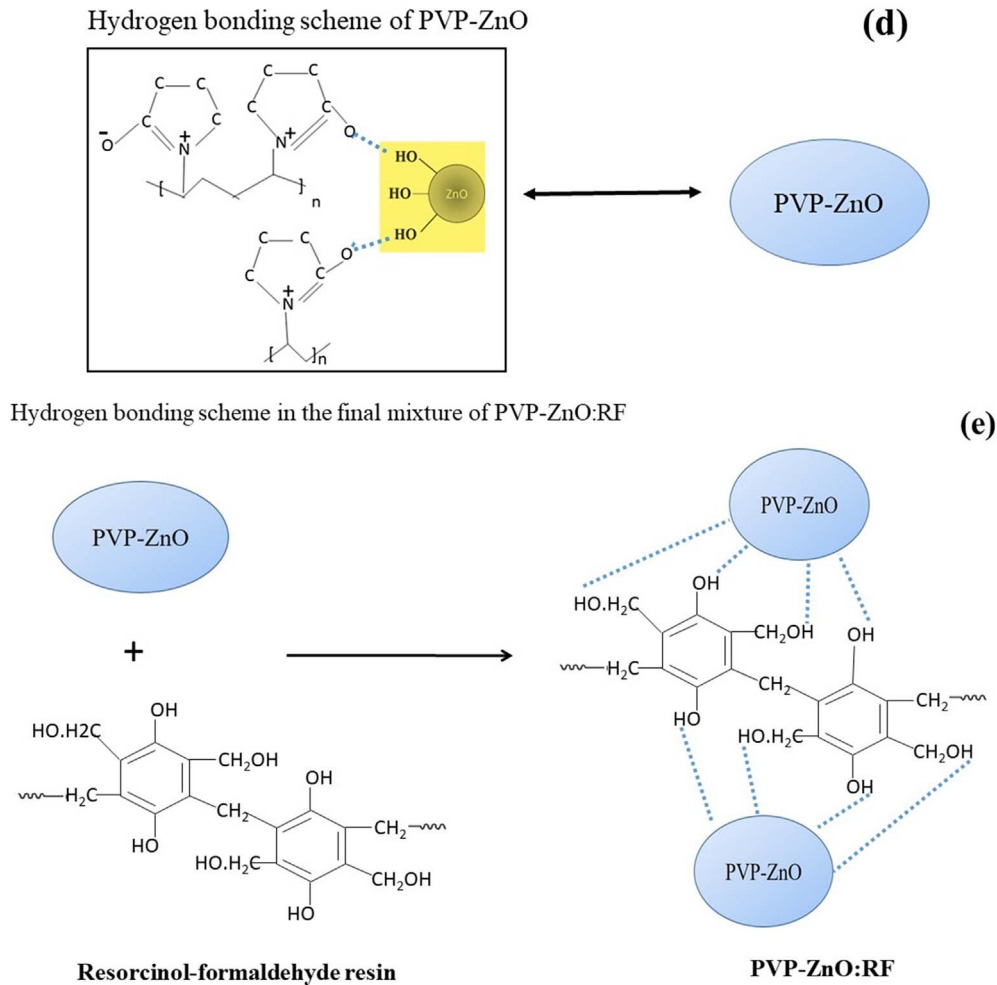 Hydrogen bonding scheme of PVP-ZnO
(d)
C C
C C
C C
C C
O
-
O
+
N
+
N
[ ]n
HO
HO
HO
ZnO
PVP-ZnO
C C
O
C C
+
N
[ ]n
Hydrogen bonding scheme in the final mixture of PVP-ZnO:RF
(e)
PVP-ZnO
+
OH
HO.H2C
CH2OH
H2C
CH2
HO
OH
CH2
HO.H2C
CH2OH
HO
Resorcinol-formaldehyde resin
PVP-ZnO
OH
HO.H2C
CH2OH
OH
H2C
CH2
CH2
HO
HO.H2C
CH2OH
OH
PVP-ZnO
PVP-ZnO:RF